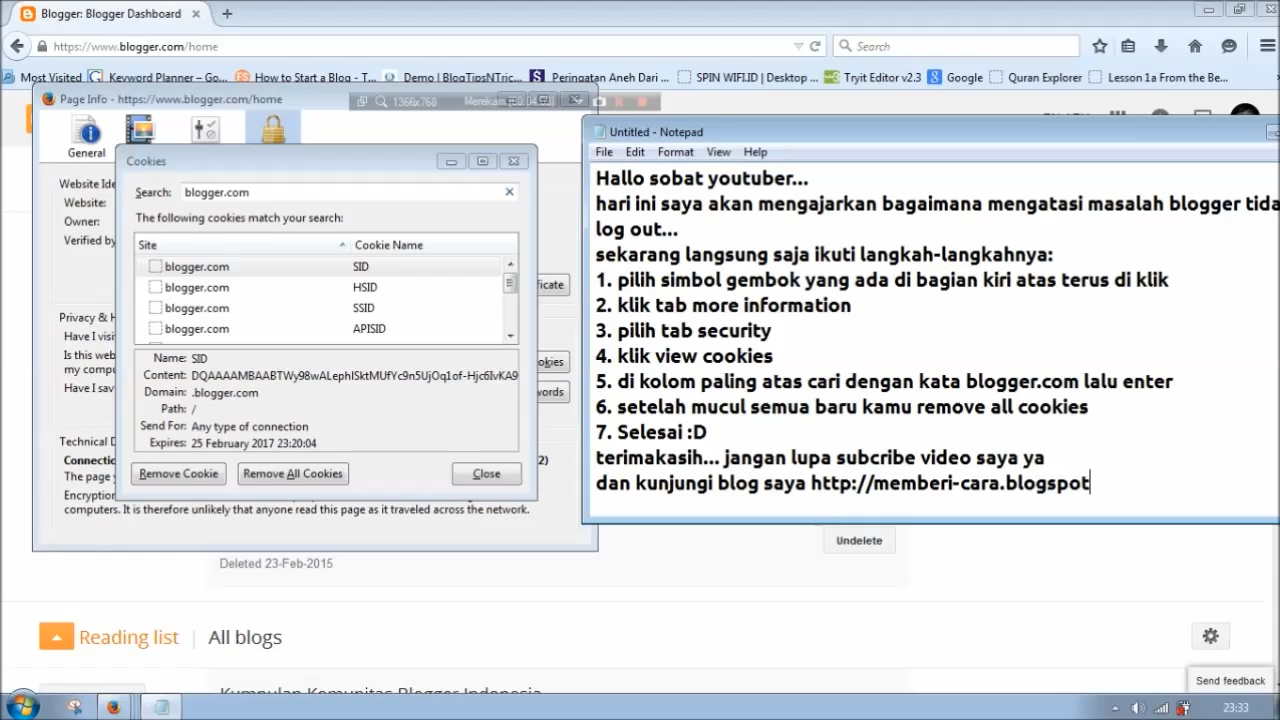 Blogger: Blogger Dashboard
https://www.blogger.com/home
Search
Most Visited
Keyword Planner – Go...
How to Start a Blog - T...
Demo | BlogTipsNTric...
Peringatan Aneh Dari ...
SPIN WIFI.ID | Desktop ...
Tryit Editor v2.3
Google
Quran Explorer
Lesson 1a From the Be...
Page Info - https://www.blogger.com/home
1366x768
General
Website
Website:
Owner:
Verified by
Privacy &
Have I
Is this
my
Have I
Technical
The page
Encryption
computers. It is therefore unlikely that anyone read this page as it traveled across the network.
Cookies
Search:
blogger.com
The following cookies match your search:
Site
Cookie Name
blogger.com
SID
blogger.com
HSID
blogger.com
SSID
blogger.com
APISID
Name: SID
Content:
Domain: .blogger.com
Path: /
Send For: Any type of connection
Expires: 25 February 2017 23:20:04
Remove Cookie
Remove All Cookies
Close
Untitled - Notepad
File Edit Format View Help
Hallo sobat youtuber...
hari ini saya akan mengajarkan bagaimana mengatasi masalah blogger tida
log out...
sekarang langsung saja ikuti langkah-langkahnya:
1. pilih simbol gembok yang ada di bagian kiri atas terus di klik
2. klik tab more information
3. pilih tab security
4. klik view cookies
5. di kolom paling atas cari dengan kata blogger.com lalu enter
6. setelah mucul semua baru kamu remove all cookies
7. Selesai :D
terimakasih... jangan lupa subcribe video saya ya
dan kunjungi blog saya http://memberi-cara.blogspot
Undelete
Deleted 23-Feb-2015
Reading list
All blogs
Kumpulan Komunitas Blogger Indonesia
Send feedback
23:33